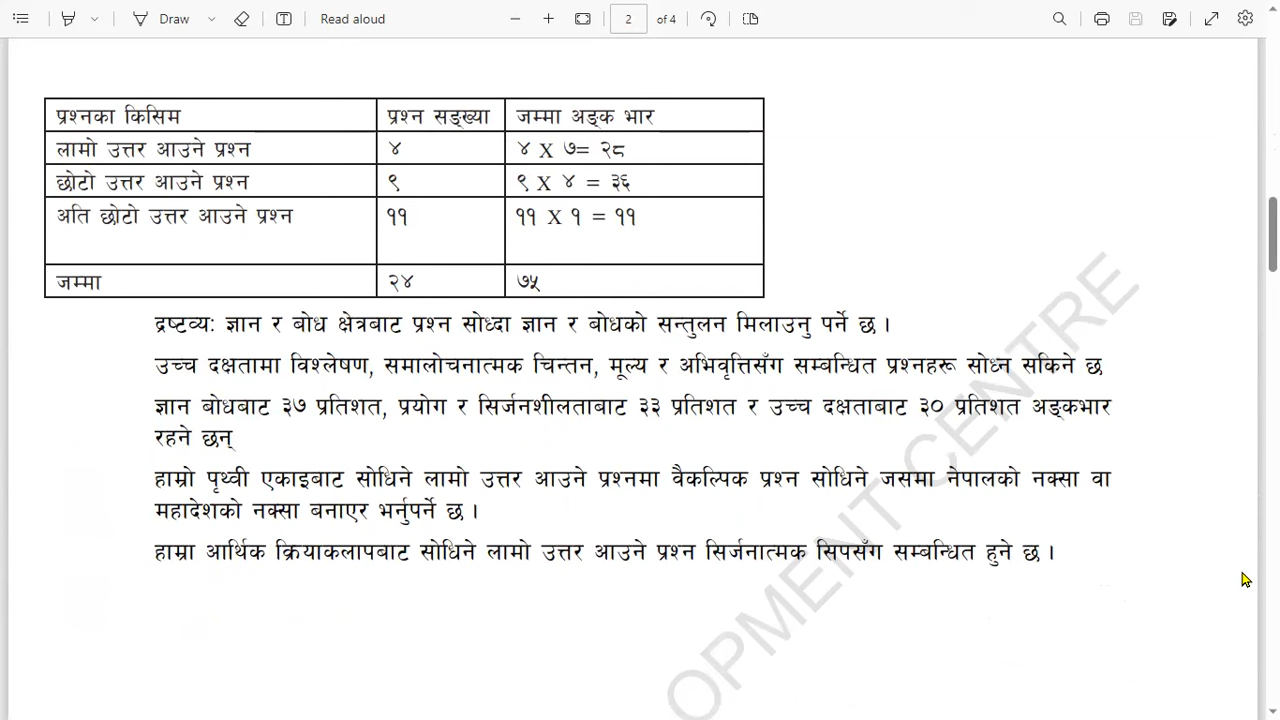 Draw
Read aloud
2
of 4
प्रश्नका किसिम प्रश्न सङ्ख्या जम्मा अङ्क भार
लामो उत्तर आउने प्रश्न ४ ४ X ७= २८
छोटो उत्तर आउने प्रश्न ९ ९ X ४ = ३६
अति छोटो उत्तर आउने प्रश्न ११ ११ X १ = ११
जम्मा २४ ७५
द्रष्टव्य: ज्ञान र बोध क्षेत्रबाट प्रश्न सोध्दा ज्ञान र बोधको सन्तुलन मिलाउनु पर्ने छ ।
उच्च दक्षतामा विश्लेषण, समालोचनात्मक चिन्तन, मूल्य र अभिवृत्तिसँग सम्बन्धित प्रश्नहरू सोध्न सकिने छ
ज्ञान बोधबाट ३७ प्रतिशत, प्रयोग र सिर्जनशीलताबाट ३३ प्रतिशत र उच्च दक्षताबाट ३० प्रतिशत अङ्कभार
रहने छन्
हाम्रो पृथ्वी एकाइबाट सोधिने लामो उत्तर आउने प्रश्नमा वैकल्पिक प्रश्न सोधिने जसमा नेपालको नक्सा वा
महादेशको नक्सा बनाएर भर्नुपर्ने छ ।
हाम्रा आर्थिक क्रियाकलापबाट सोधिने लामो उत्तर आउने प्रश्न सिर्जनात्मक सिपसँग सम्बन्धित हुने छ ।
OPMENT CENTRE